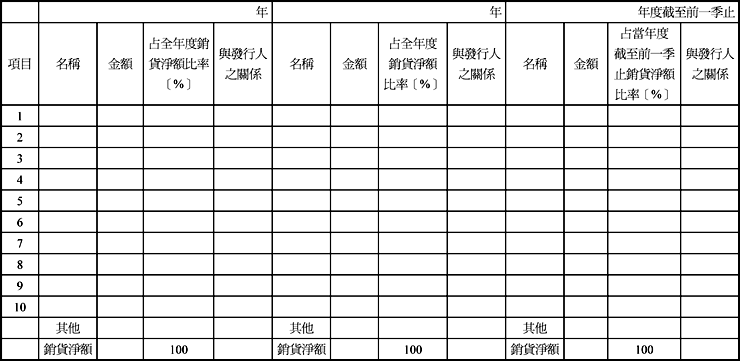 年 年 年度截至前一季止
項目 名稱 金額 占全年度銷貨淨額比率〔%〕 與發行人之關係 名稱 金額 占全年度銷貨淨額比率〔%〕 與發行人之關係 名稱 金額 占當年度截至前一季止銷貨淨額比率〔%〕 與發行人之關係
1
2
3
4
5
6
7
8
9
10
其他 其他 其他
銷貨淨額 100 銷貨淨額 100 銷貨淨額 100